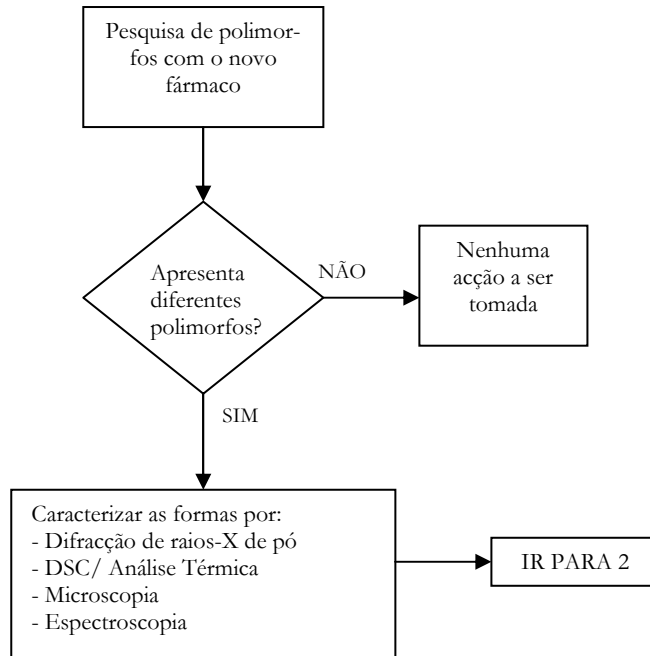 Pesquisa de polimor-
fos com o novo
fármaco
Apresenta
diferentes
polimorfos?
NÃO
Nenhuma
acção a ser
tomada
SIM
Caracterizar as formas por:
- Difracção de raios-X de pó
- DSC/ Análise Térmica
- Microscopia
- Espectroscopia
IR PARA 2